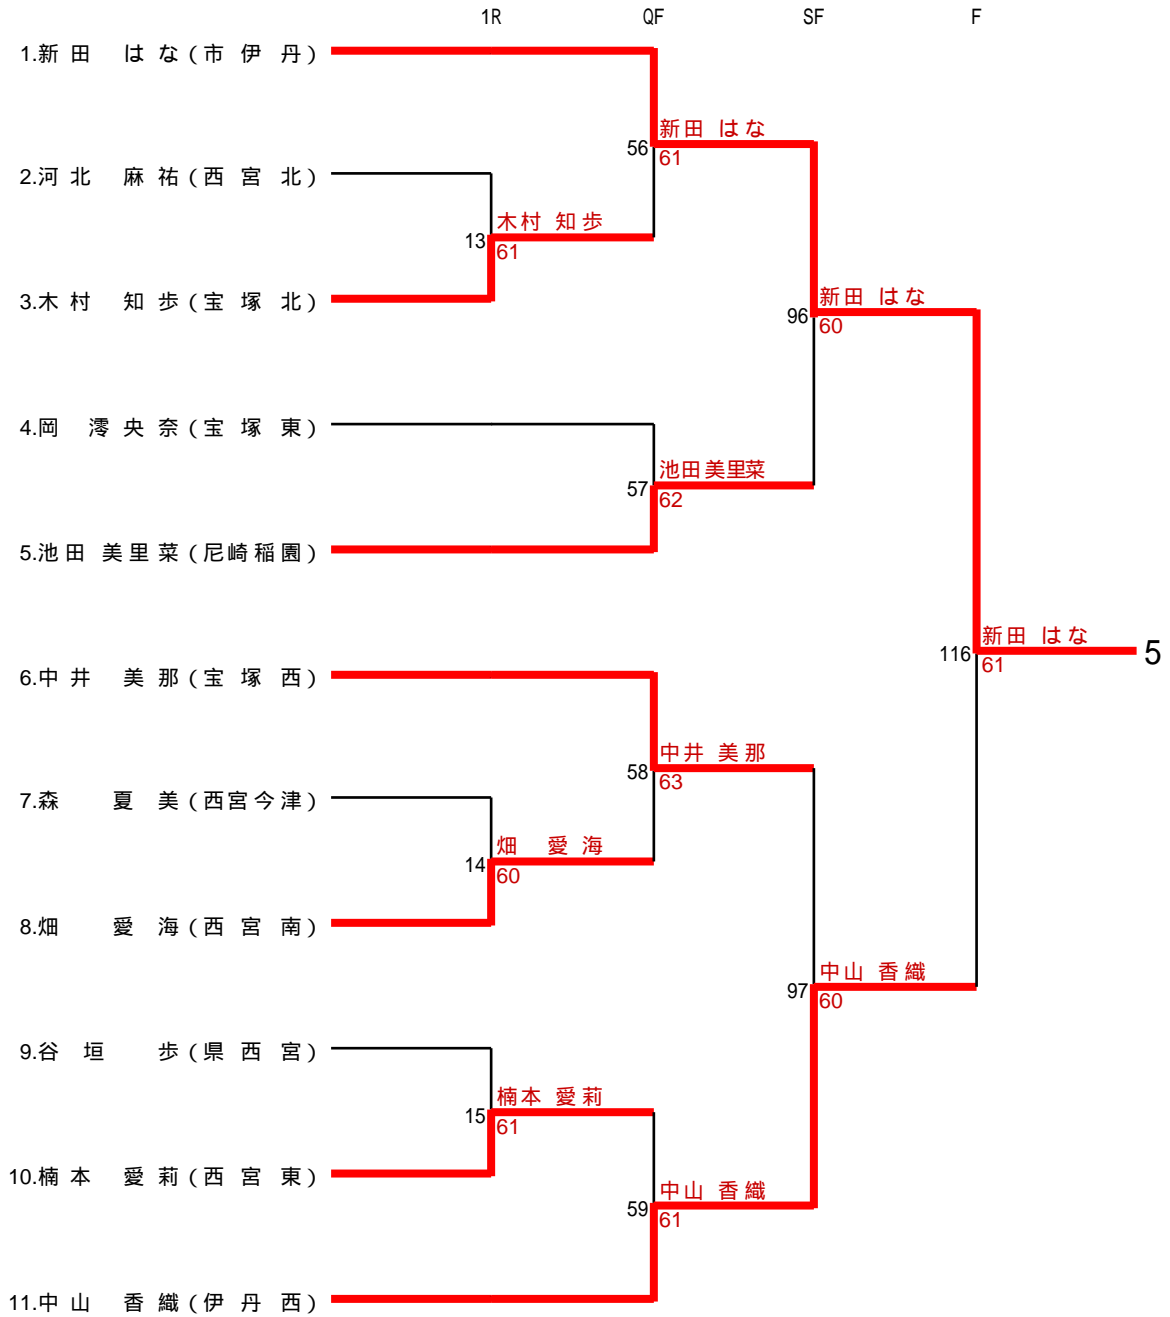 1R QF SF F
1.新田 はな(市伊丹)
新田 はな
56
61
2.河北 麻祐(西宮北)
木村 知歩
13
61
3.木村 知歩(宝塚北)
新田 はな
96
60
4.岡 澪央奈(宝塚東)
池田美里菜
57
62
5.池田 美里菜(尼崎稲園)
新田 はな
116
61
5
6.中井 美那(宝塚西)
中井 美那
58
63
7.森 夏美(西宮今津)
畑 愛海
14
60
8.畑 愛海(西宮南)
中山 香織
97
60
9.谷垣 歩(県西宮)
楠本 愛莉
15
61
10.楠本 愛莉(西宮東)
中山 香織
59
61
11.中山 香織(伊丹西)